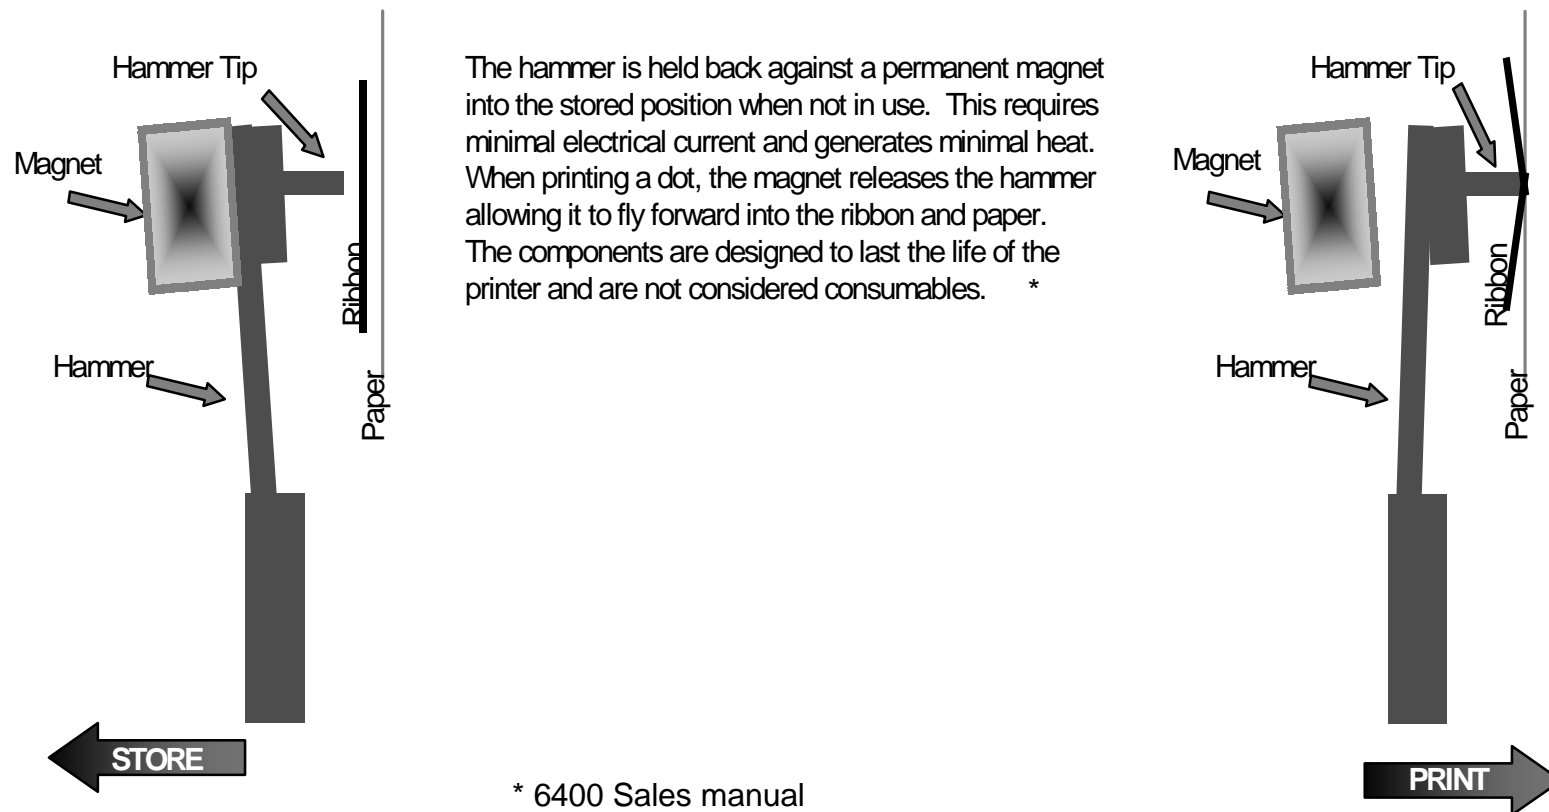 Hammer Tip
Magnet
Ribbon
Hammer
Paper
STORE
The hammer is held back against a permanent magnet
into the stored position when not in use. This requires
minimal electrical current and generates minimal heat.
When printing a dot, the magnet releases the hammer
allowing it to fly forward into the ribbon and paper.
The components are designed to last the life of the
printer and are not considered consumables. *
* 6400 Sales manual
Hammer Tip
Magnet
Ribbon
Hammer
Paper
PRINT